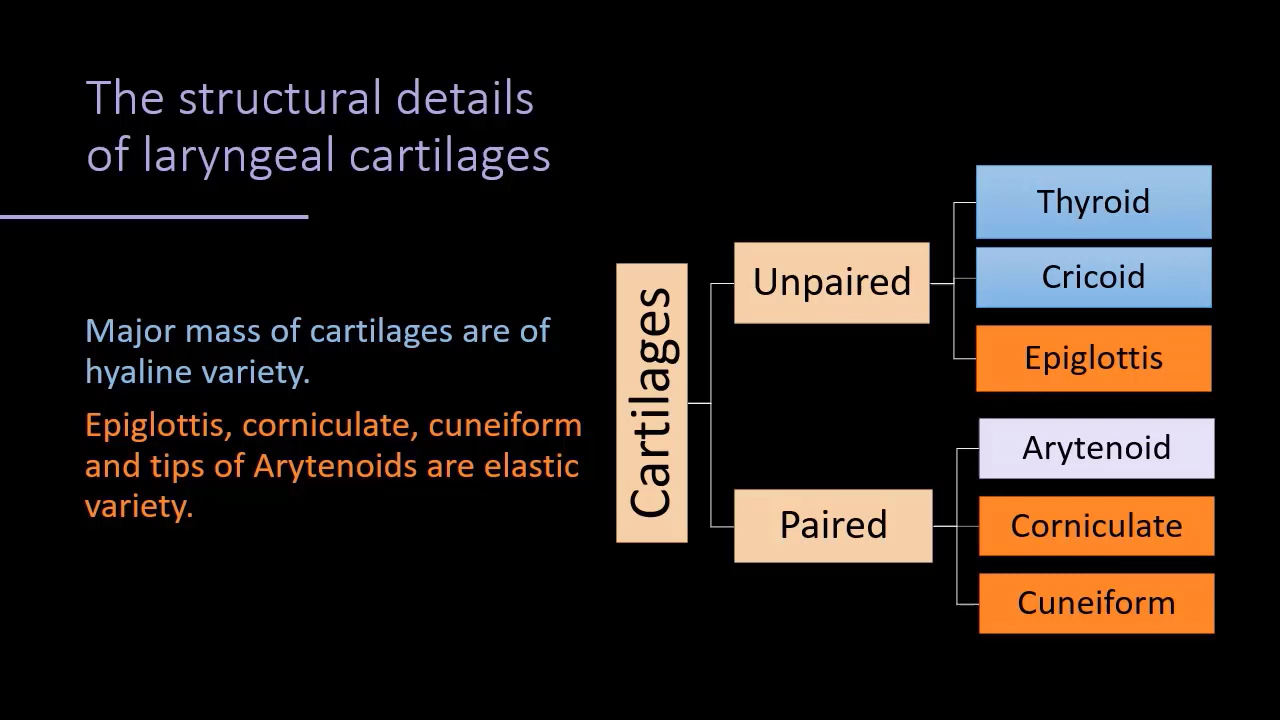 The structural details
of laryngeal cartilages
Major mass of cartilages are of
hyaline variety.
Epiglottis, corniculate, cuneiform
and tips of Arytenoids are elastic
variety.
Cartilages
Unpaired
Thyroid
Cricoid
Epiglottis
Paired
Arytenoid
Corniculate
Cuneiform